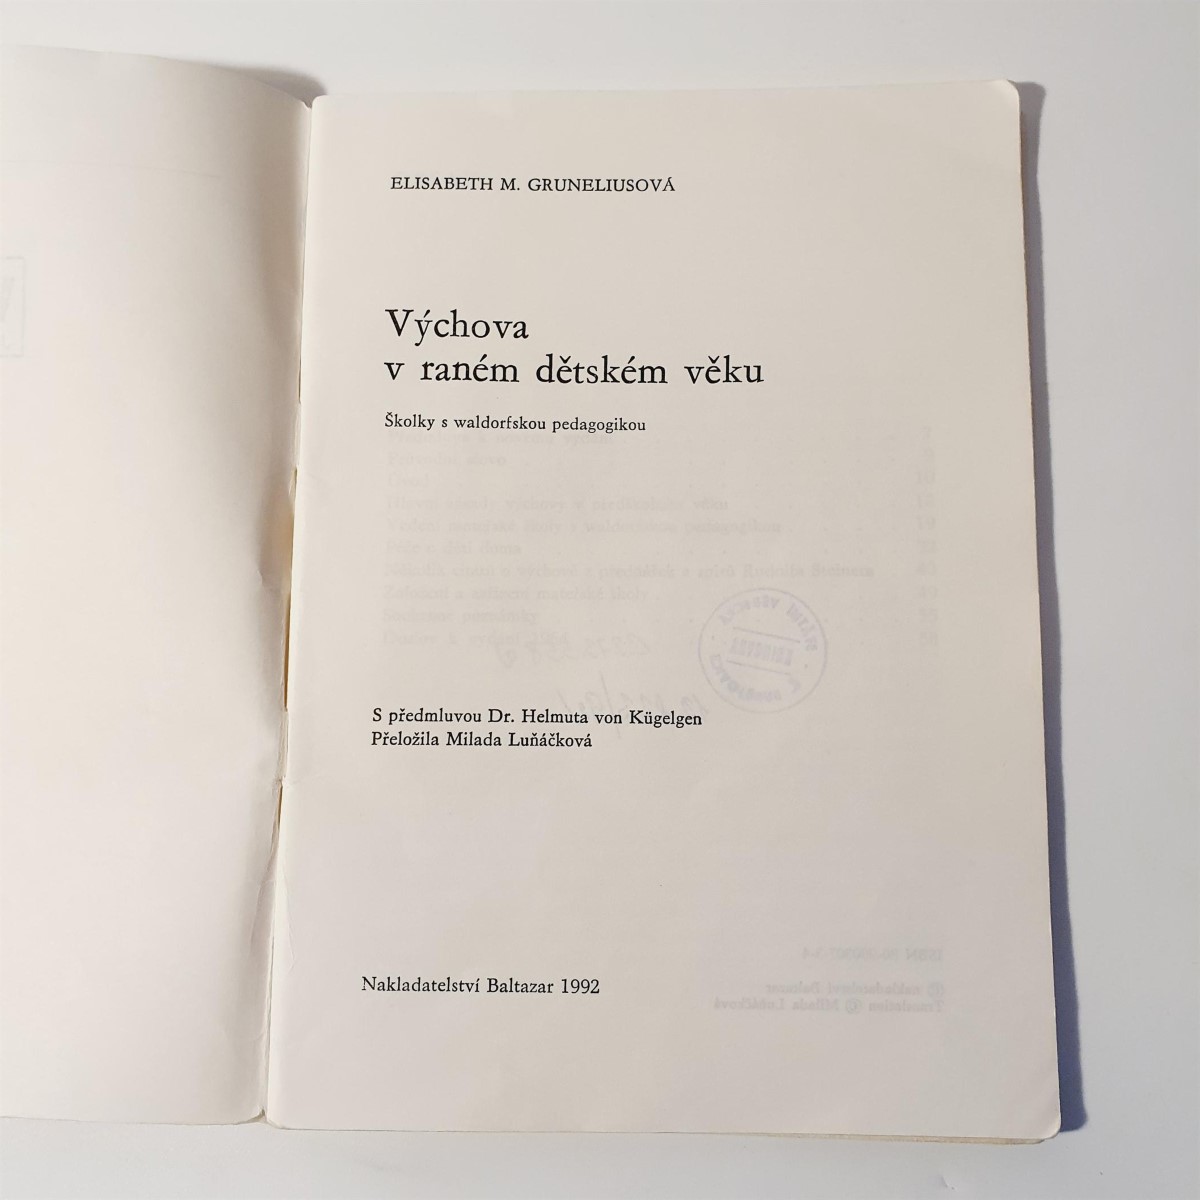 ELISABETH M. GRUNELIUSOVÁ
Výchova
v raném dětském věku
Školky s waldorfskou pedagogikou
S předmluvou Dr. Helmuta von Kügelgen
Přeložila Milada Luňáčková
Nakladatelství Baltazar 1992